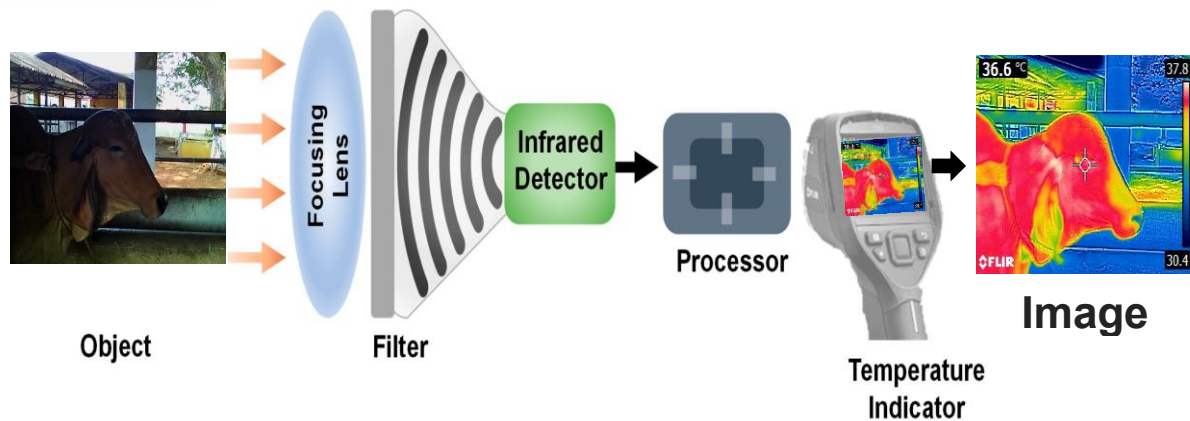 Object
Focusing
Lens
Filter
Infrared
Detector
Processor
Temperature
Indicator
36.6 °C
37.8
30.4
FLIR
Image